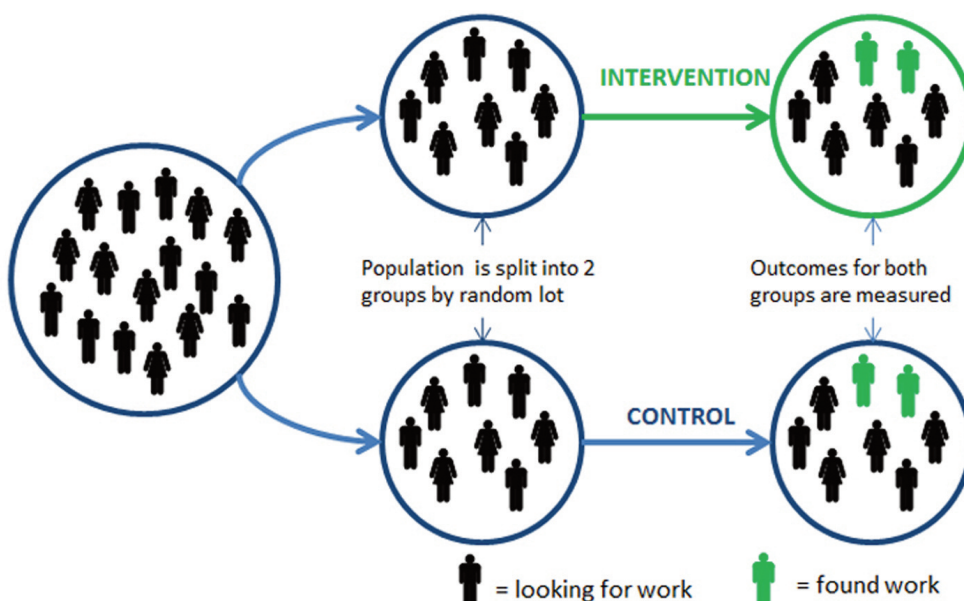 INTERVENTION
Population is split into 2
groups by random lot
Outcomes for both
groups are measured
CONTROL
= looking for work
= found work